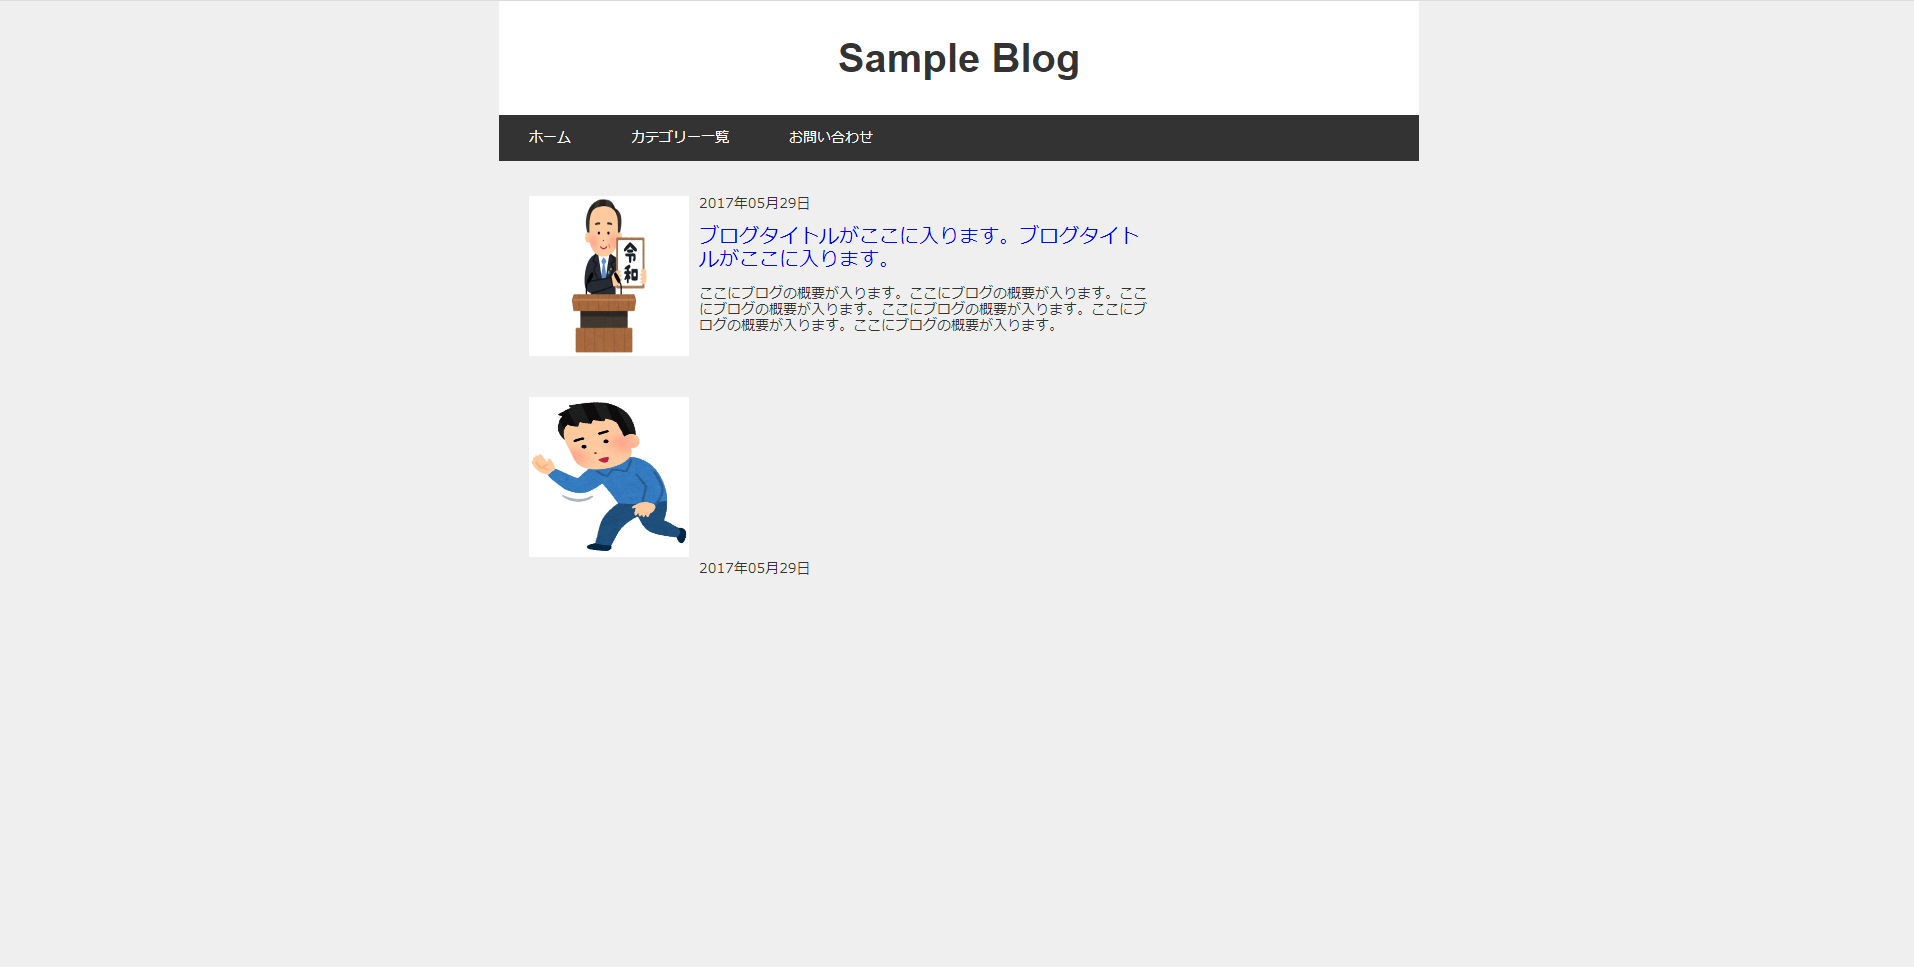 Sample Blog
ホーム カテゴリー一覧 お問い合わせ
令和
2017年05月29日
ブログタイトルがここに入ります。ブログタイト
ルがここに入ります。
ここにブログの概要が入ります。ここにブログの概要が入ります。ここ
にブログの概要が入ります。ここにブログの概要が入ります。ここにブ
ログの概要が入ります。ここにブログの概要が入ります。
2017年05月29日